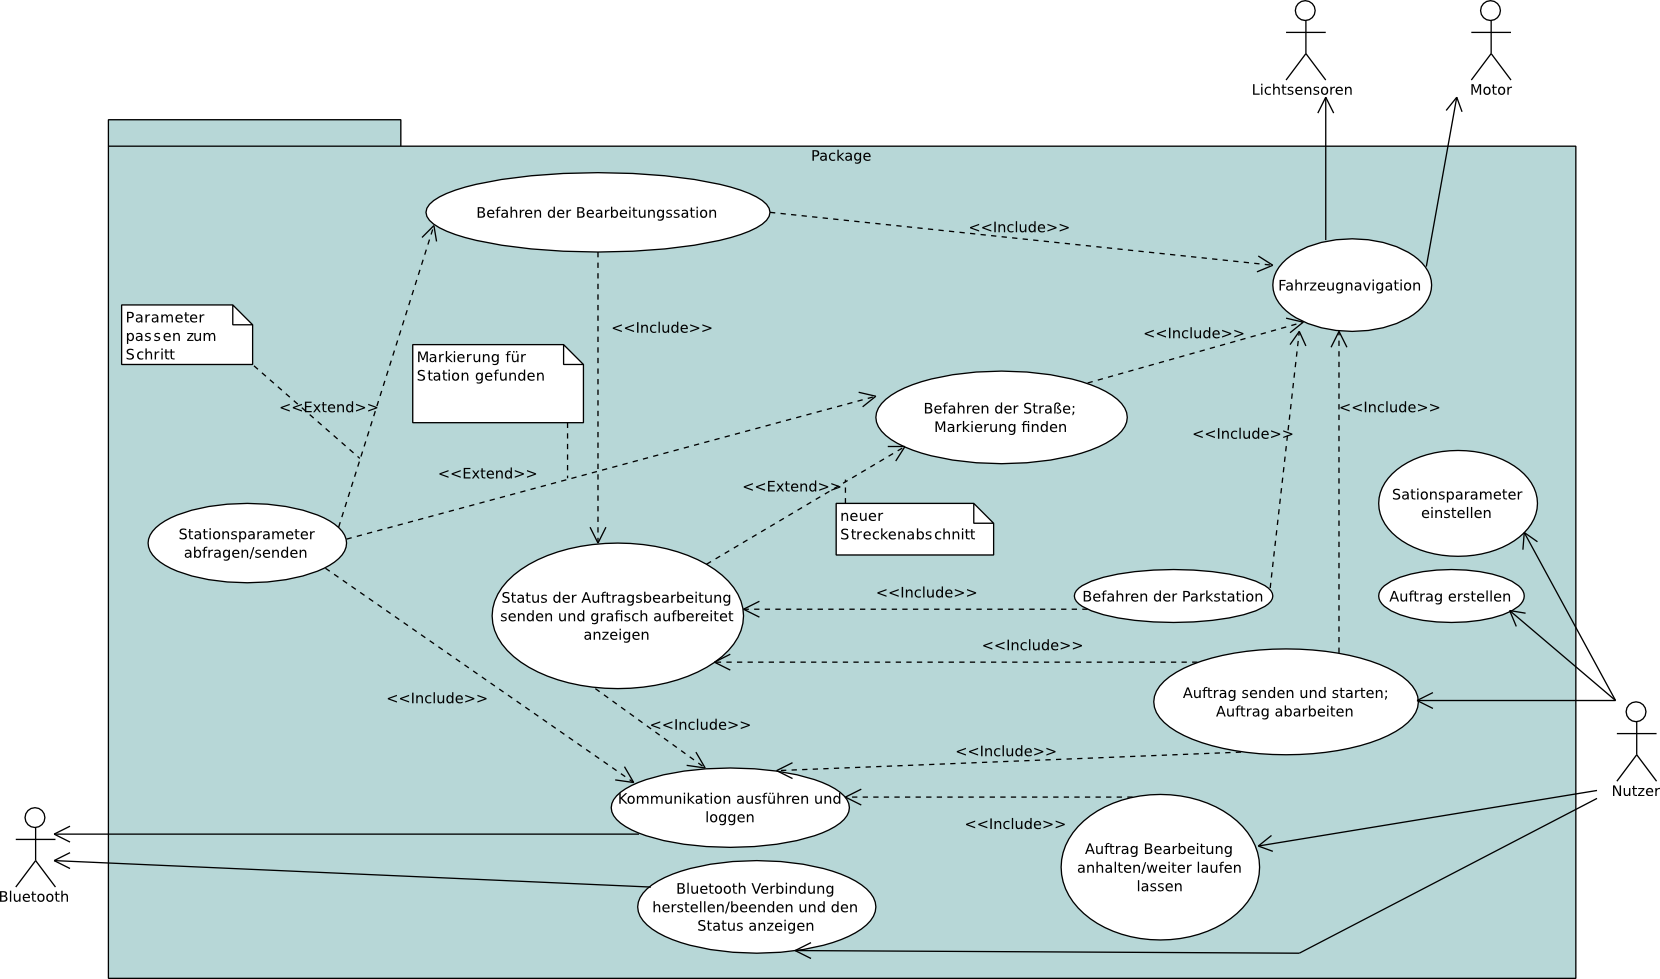 Lichtsensoren
Motor
Package
Befahren der Bearbeitungssation
<<Include>>
Fahrzeugnavigation
Parameter
passen zum
Schritt
<<Include>>
<<Include>>
Markierung für
Station gefunden
<<Extend>>
Befahren der Straße;
Markierung finden
<<Include>>
<<Include>>
<<Extend>>
<<Extend>>
Sationsparameter
einstellen
neuer
Streckenabschnitt
Stationsparameter
abfragen/senden
Status der Auftragsbearbeitung
senden und grafisch aufbereitet
anzeigen
<<Include>>
Befahren der Parkstation
Auftrag erstellen
<<Include>>
Auftrag senden und starten;
Auftrag abarbeiten
<<Include>>
<<Include>>
<<Include>>
Nutzer
Kommunikation ausführen und
loggen
<<Include>>
Auftrag Bearbeitung
anhalten/weiter laufen
lassen
Bluetooth
Bluetooth Verbindung
herstellen/beenden und den
Status anzeigen